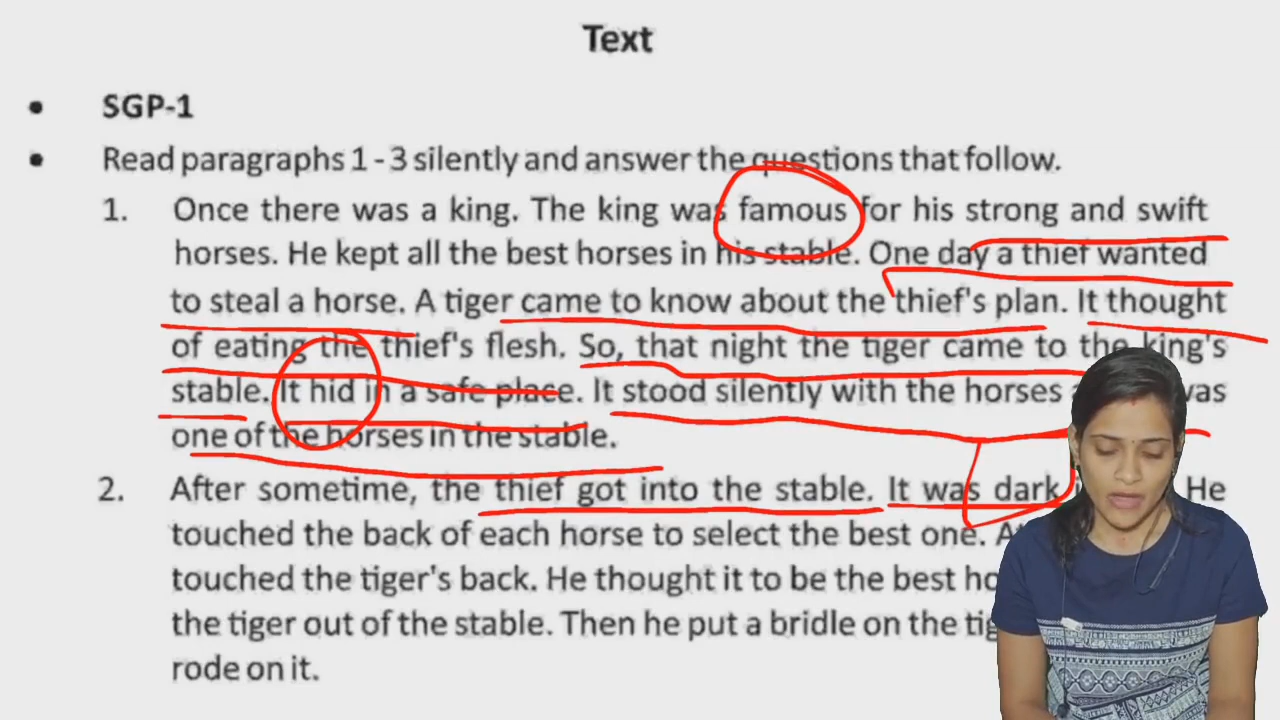 Text
• SGP-1
• Read paragraphs 1 - 3 silently and answer the questions that follow.
1. Once there was a king. The king was famous for his strong and swift
horses. He kept all the best horses in his stable. One day a thief wanted
to steal a horse. A tiger came to know about the thief's plan. It thought
of eating the thief's flesh. So, that night the tiger came to the king's
stable. It hid in a safe place. It stood silently with the horses
one of the horses in the stable.
2. After sometime, the thief got into the stable. It was dark He
touched the back of each horse to select the best one.
touched the tiger's back. He thought it to be the best
the tiger out of the stable. Then he put a bridle on the
rode on it.